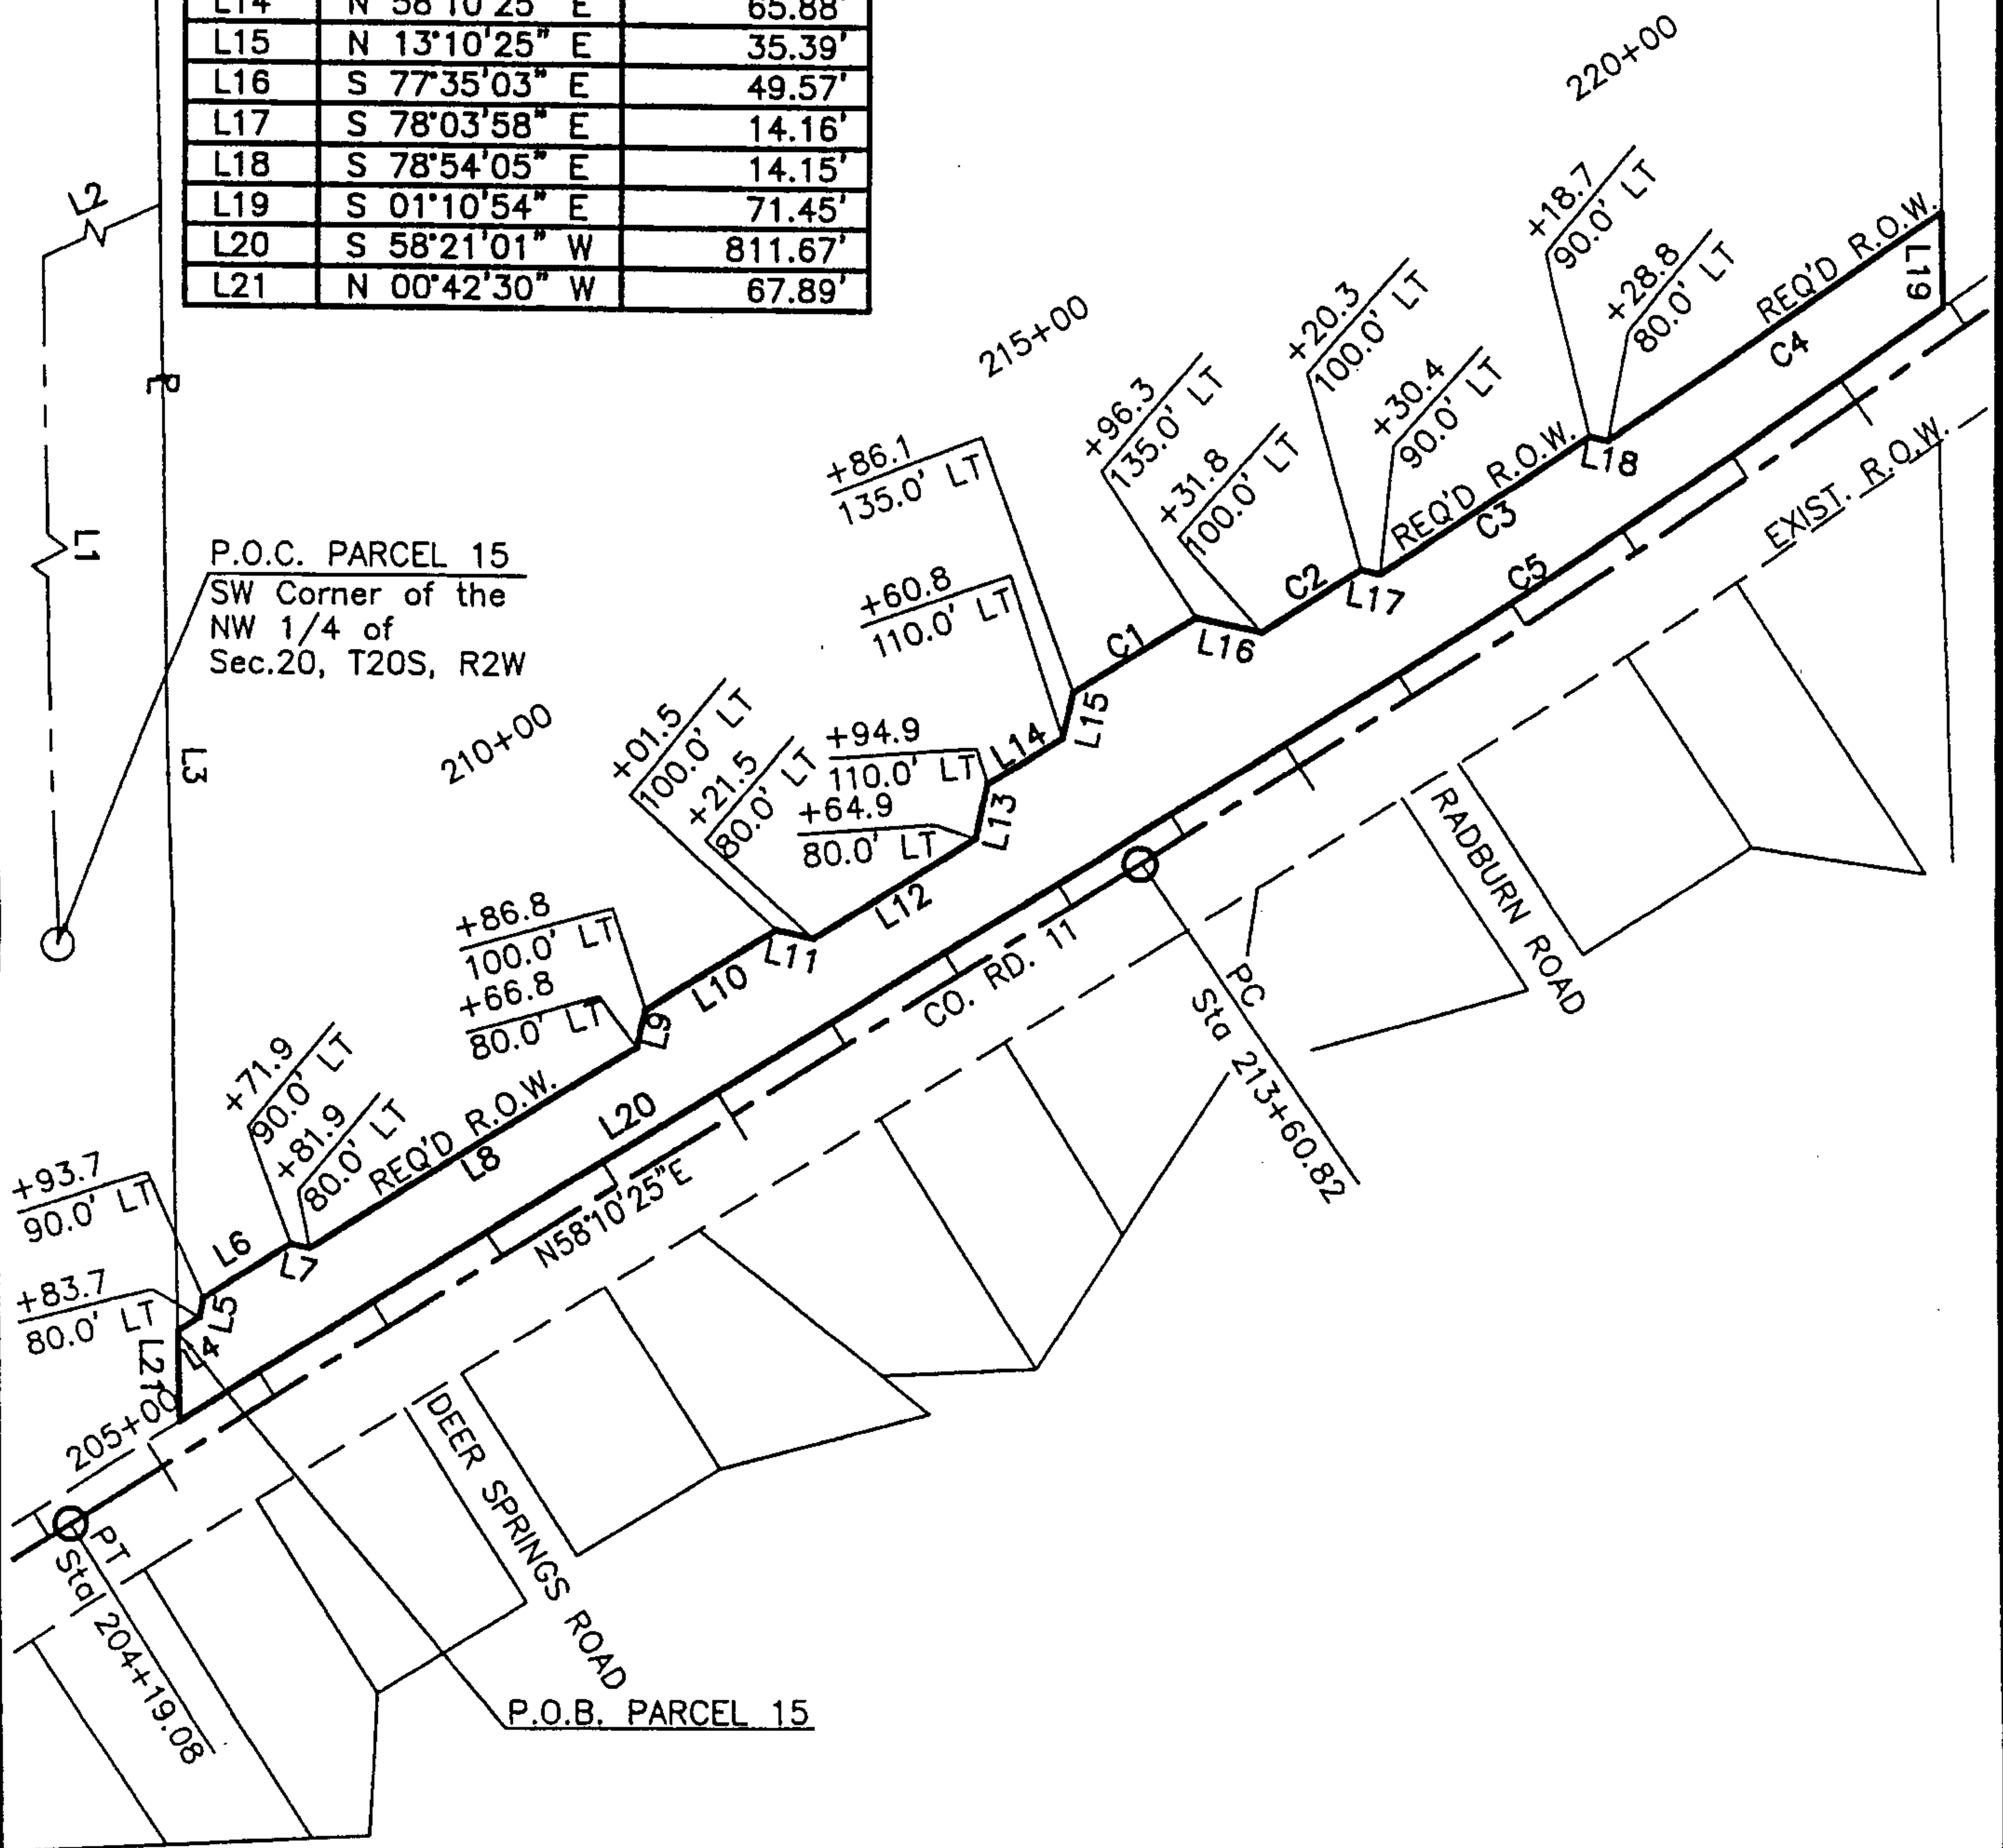 L14 N 58°10'25" E 65.88'
L15 N 13°10'25" E 35.39'
L16 S 77°35'03" E 49.57'
L17 S 78°03'58" E 14.16'
L18 S 78°54'05" E 14.15'
L19 S 01°10'54" E 71.45'
L20 S 58°21'01" W 811.67'
L21 N 00°42'30" W 67.89'
220+00
L2
+18.7
90.0' LT
+28.8
80.0' LT
REQ'D R.O.W.
L19
C4
215+00
+20.3
100.0' LT
+30.4
90.0' LT
REQ'D R.O.W.
C3
L18
EXIST. R.O.W.
PL
+96.3
135.0' LT
+31.8
100.0' LT
+86.1
135.0' LT
L1
P.O.C. PARCEL 15
SW Corner of the
NW 1/4 of
Sec.20, T20S, R2W
+60.8
110.0' LT
C1
L16
C2
L17
C5
L3
210+00
+01.5
100.0' LT
+21.5
80.0' LT
+94.9
110.0' LT
+64.9
80.0' LT
L14
L15
L13
L12
RADBURN ROAD
+86.8
100.0' LT
+66.8
80.0' LT
L11
L10
L9
CO. RD. 11
PC
Sta 213+60.82
+71.9
90.0' LT
+81.9
80.0' LT
REQ'D R.O.W.
L8
L20
N58°10'25"E
+93.7
90.0' LT
L6
L7
+83.7
80.0' LT
L5
L4
L21
205+00
DEER SPRINGS ROAD
PT
Sta 204+19.08
P.O.B. PARCEL 15